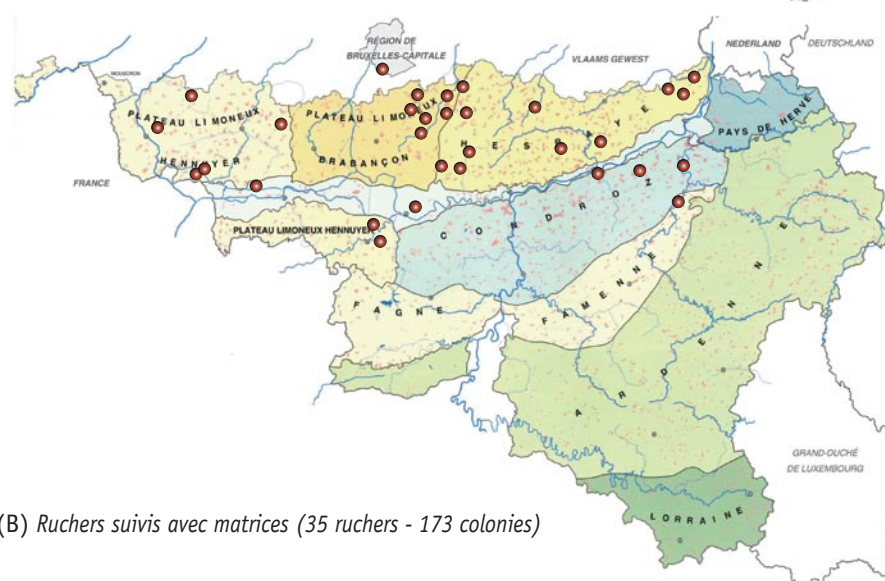 RÉGION DE
BRUXELLES-CAPITALE
VLAAMS GEWEST
NEDERLAND
DEUTSCHLAND
MOUSCRON
PLATEAU LIMONEUX
HENNUYER
PLATEAU LIMONEUX
BRABANÇON
HESBAYE
PAYS DE HERVE
FRANCE
PLATEAU LIMONEUX HENNUYER
CONDROZ
FAGNE
FAMENNE
ARDENNE
GRAND-DUCHÉ
DE LUXEMBOURG
LORRAINE
(B) Ruchers suivis avec matrices (35 ruchers - 173 colonies)